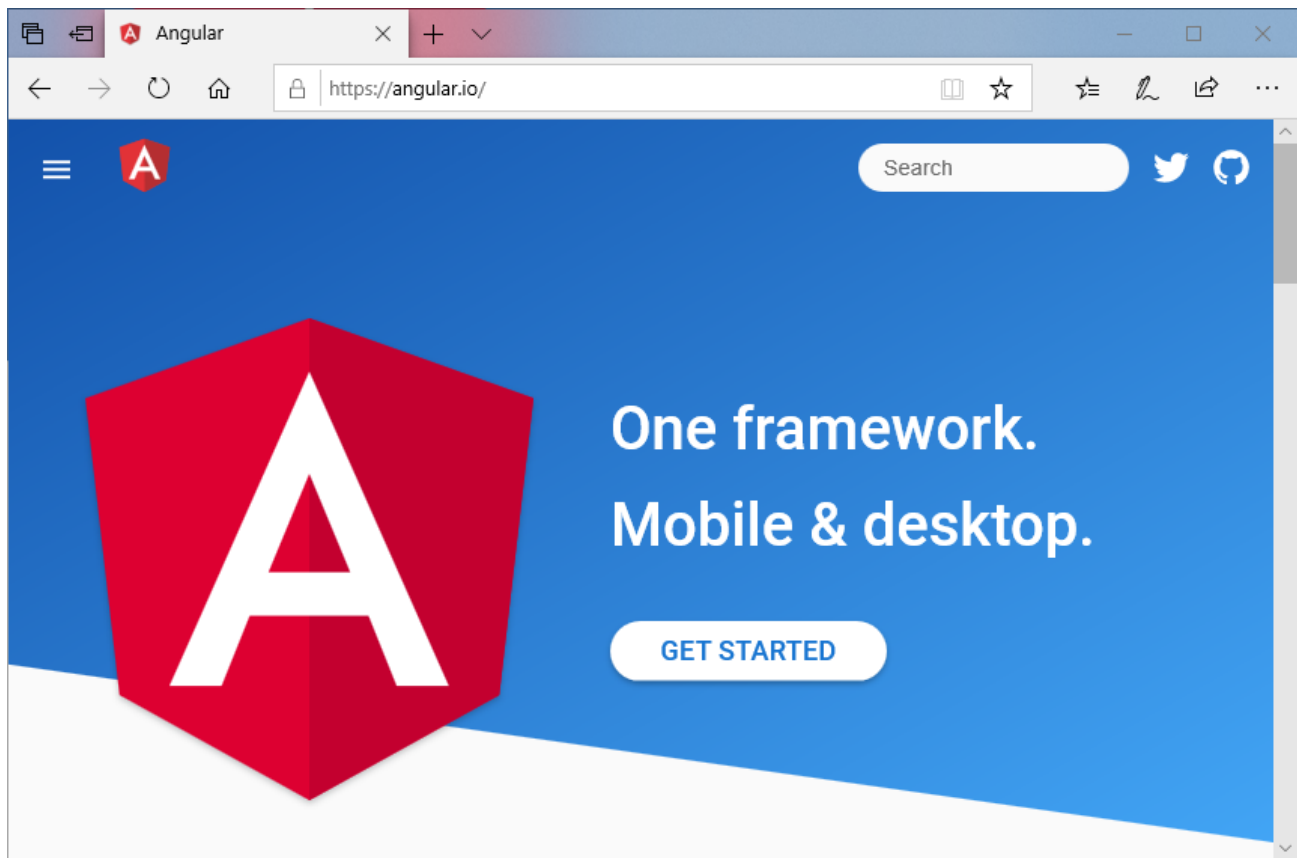 Angular
https://angular.io/
A
Search
A
One framework.
Mobile & desktop.
GET STARTED